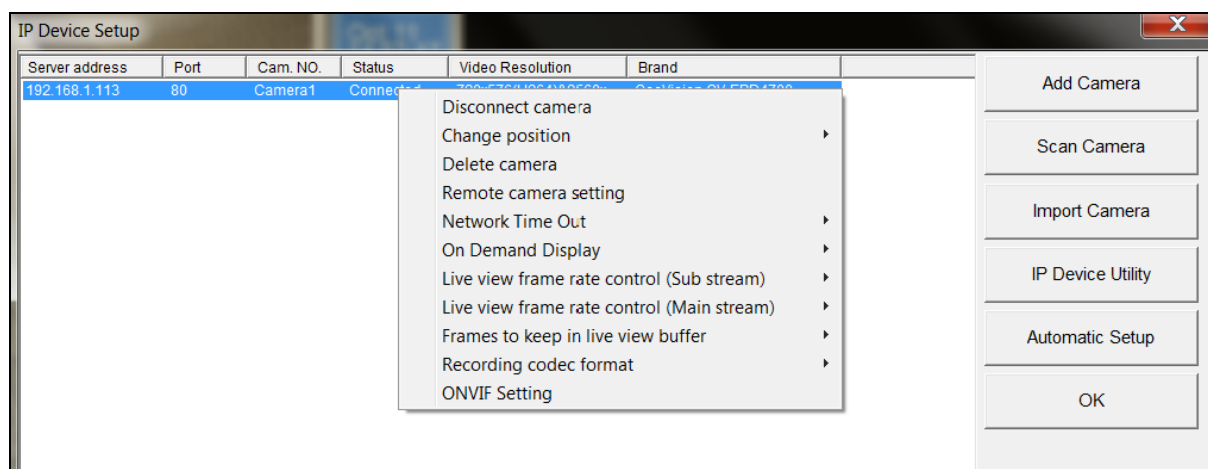 IP Device Setup
X
Server address Port Cam. NO. Status Video Resolution Brand
192.168.1.113 80 Camera1
Disconnect camera
Change position
Delete camera
Remote camera setting
Network Time Out
On Demand Display
Live view frame rate control (Sub stream)
Live view frame rate control (Main stream)
Frames to keep in live view buffer
Recording codec format
ONVIF Setting
Add Camera
Scan Camera
Import Camera
IP Device Utility
Automatic Setup
OK